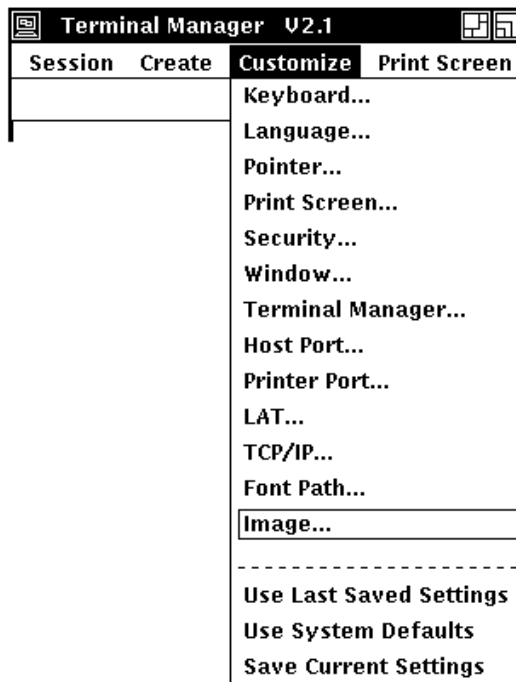 Terminal Manager V2.1
Session Create Customize Print Screen
Keyboard...
Language...
Pointer...
Print Screen...
Security...
Window...
Terminal Manager...
Host Port...
Printer Port...
LAT...
TCP/IP...
Font Path...
Image...
Use Last Saved Settings
Use System Defaults
Save Current Settings